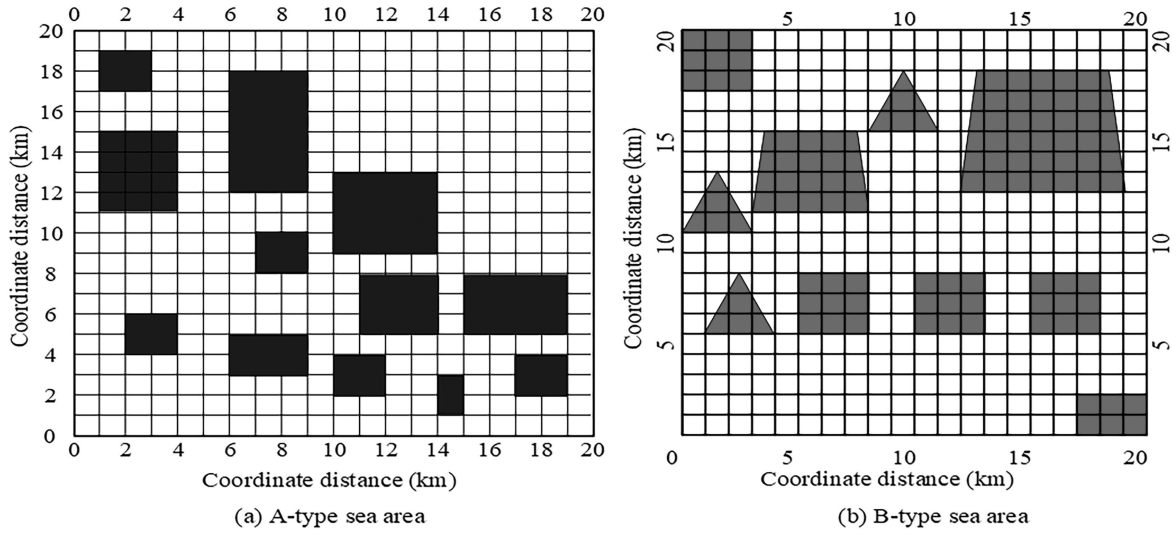 0 2 4 6 8 10 12 14 16 18 20
20
18
16
14
12
10
8
6
4
2
0
Coordinate distance (km)
0 2 4 6 8 10 12 14 16 18 20
Coordinate distance (km)
(a) A-type sea area
5 10 15 20
20 20
15 15
10 10
5 5
Coordinate distance (km)
0 5 10 15 20
Coordinate distance (km)
(b) B-type sea area